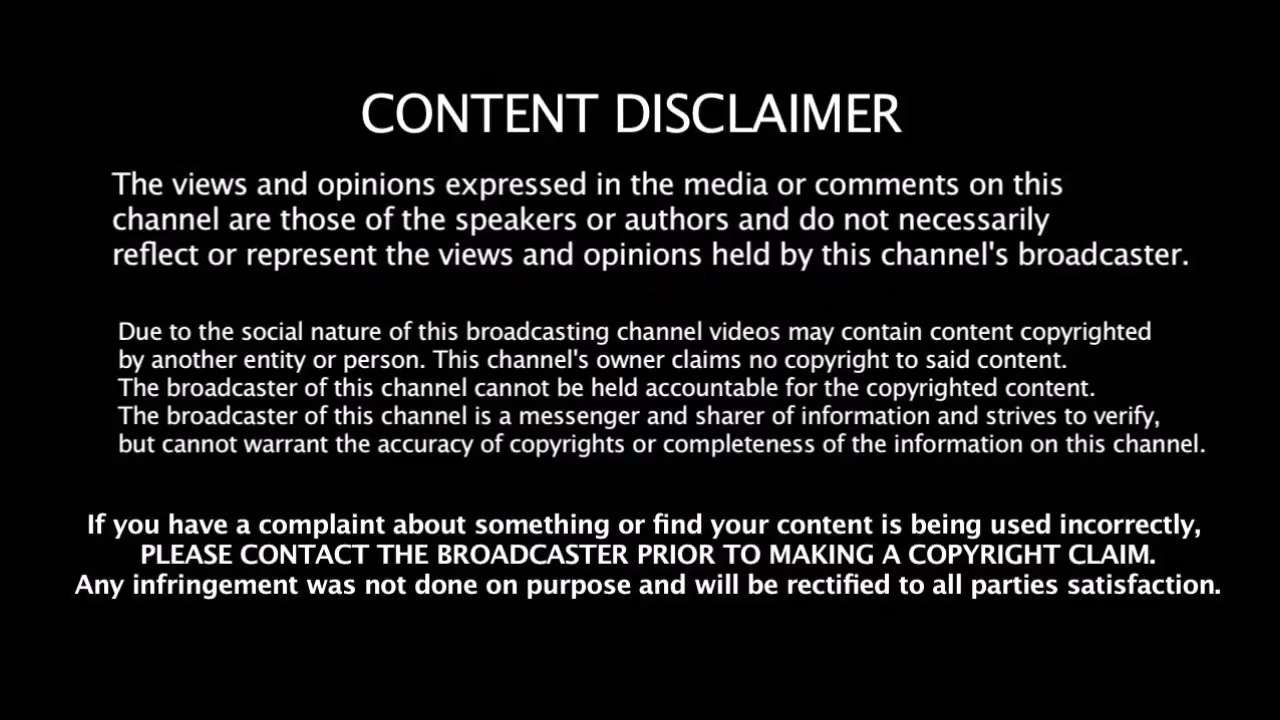 CONTENT DISCLAIMER
The views and opinions expressed in the media or comments on this
channel are those of the speakers or authors and do not necessarily
reflect or represent the views and opinions held by this channel's broadcaster.
Due to the social nature of this broadcasting channel videos may contain content copyrighted
by another entity or person. This channel's owner claims no copyright to said content.
The broadcaster of this channel cannot be held accountable for the copyrighted content.
The broadcaster of this channel is a messenger and sharer of information and strives to verify,
but cannot warrant the accuracy of copyrights or completeness of the information on this channel.
If you have a complaint about something or find your content is being used incorrectly,
PLEASE CONTACT THE BROADCASTER PRIOR TO MAKING A COPYRIGHT CLAIM.
Any infringement was not done on purpose and will be rectified to all parties satisfaction.